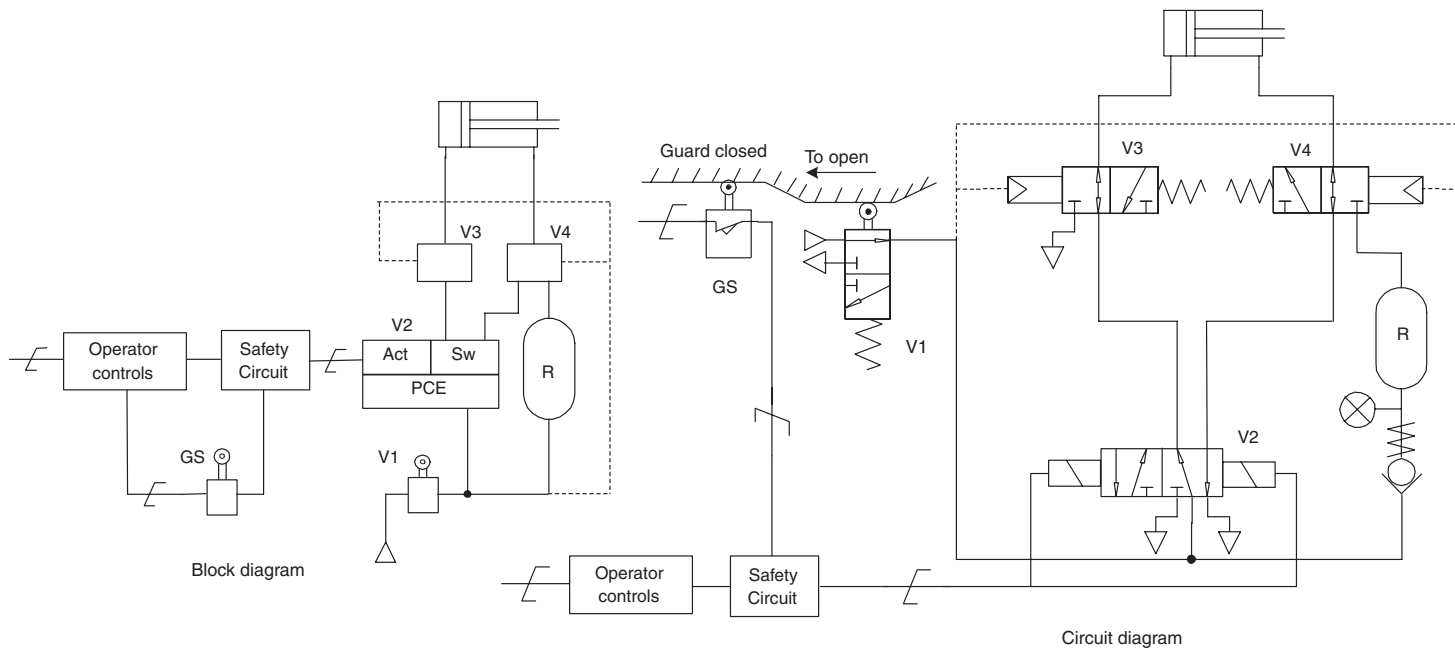 V3
V4
V2
Act
Sw
PCE
R
Operator
controls
Safety
Circuit
GS
V1
Block diagram
Guard closed
To open
GS
V1
V3
V4
R
V2
Operator
controls
Safety
Circuit
Circuit diagram